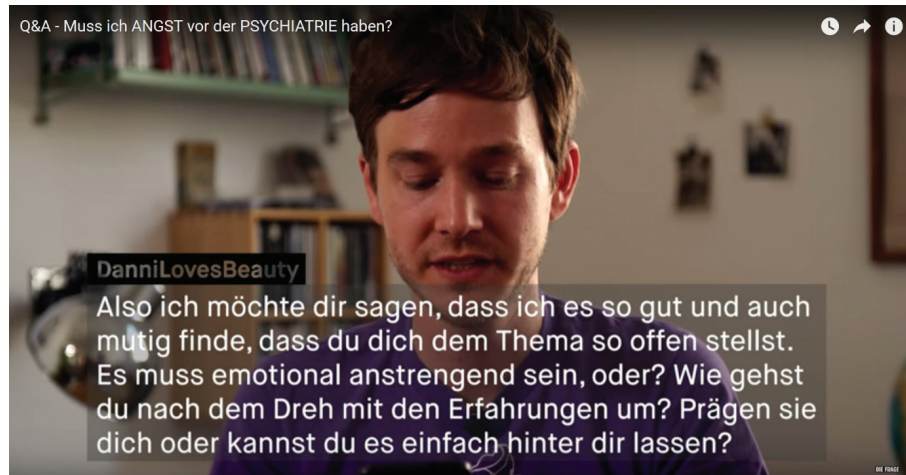 Q&A - Muss ich ANGST vor der PSYCHIATRIE haben?
DanniLovesBeauty
Also ich möchte dir sagen, dass ich es so gut und auch
mutig finde, dass du dich dem Thema so offen stellst.
Es muss emotional anstrengend sein, oder? Wie gehst
du nach dem Dreh mit den Erfahrungen um? Prägen sie
dich oder kannst du es einfach hinter dir lassen?
DIE FRAGE